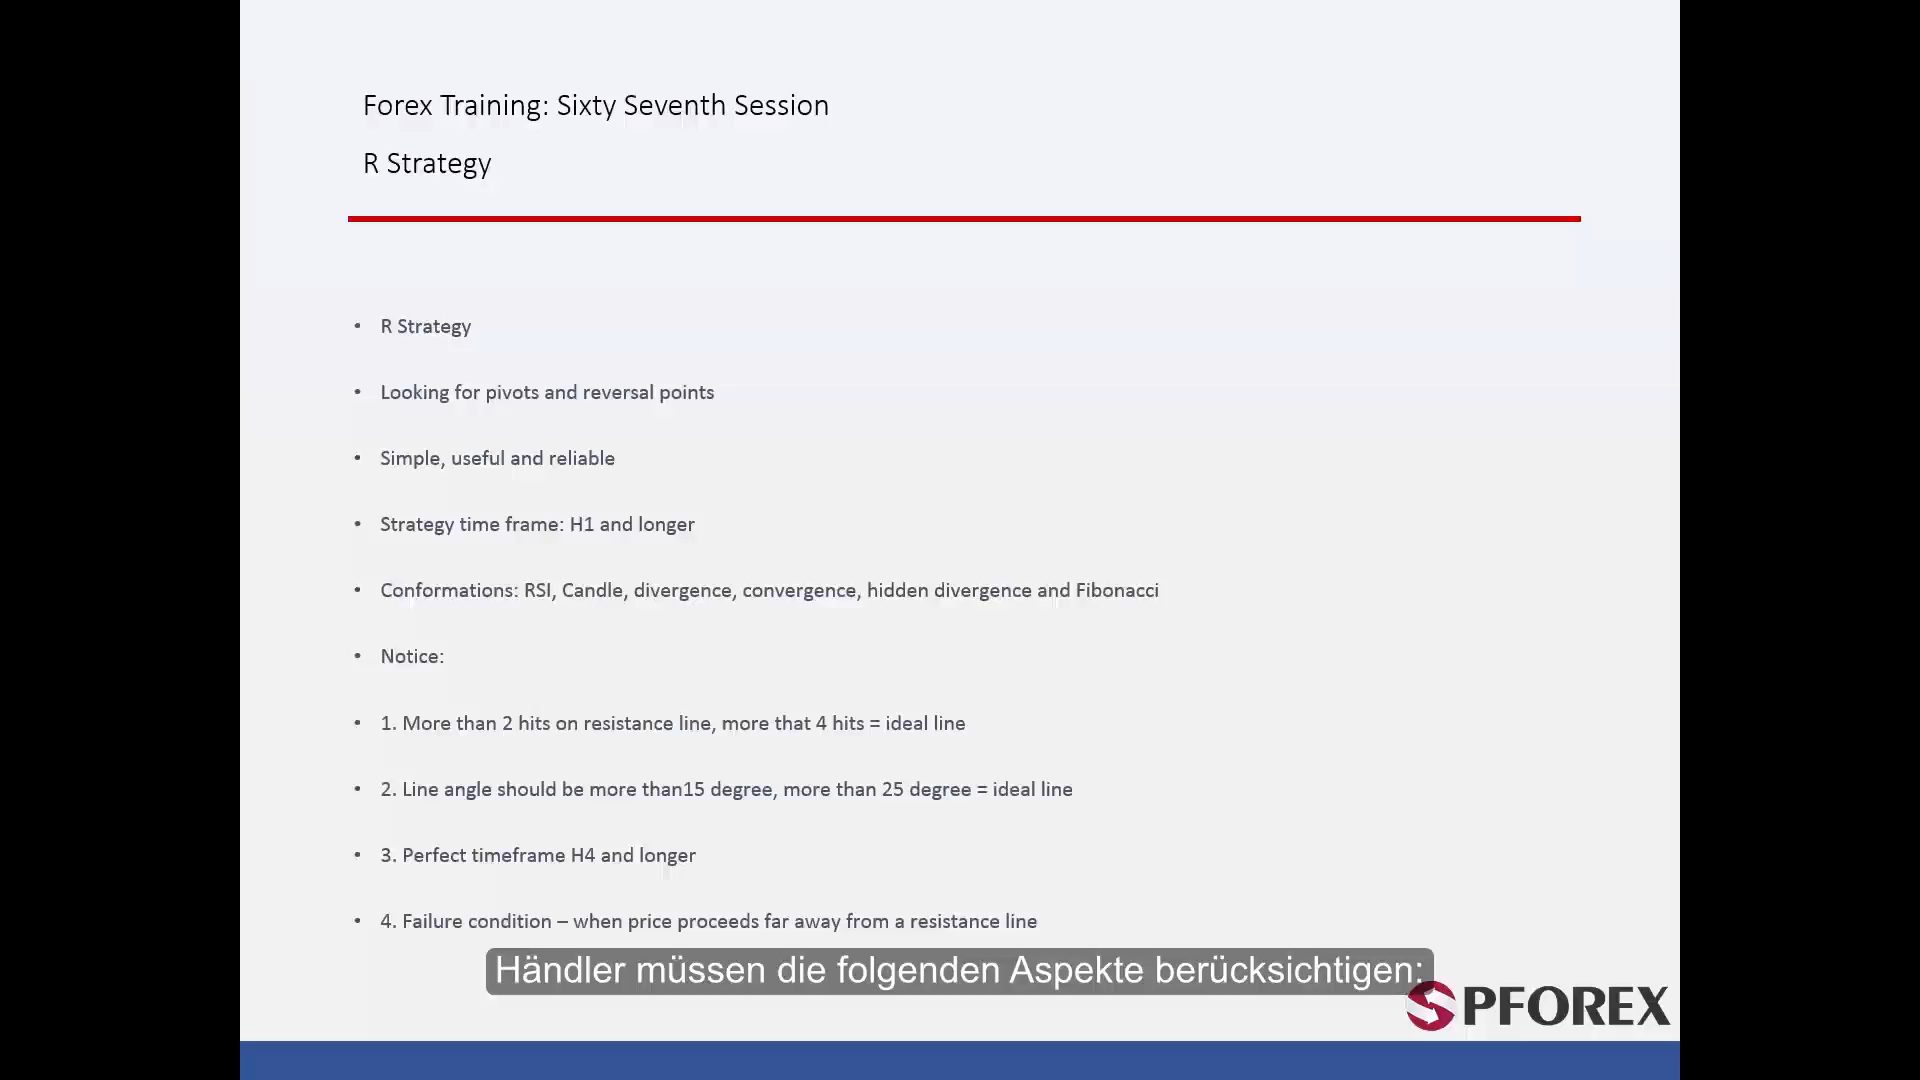 Forex Training: Sixty Seventh Session
R Strategy
• R Strategy
• Looking for pivots and reversal points
• Simple, useful and reliable
• Strategy time frame: H1 and longer
• Conformations: RSI, Candle, divergence, convergence, hidden divergence and Fibonacci
• Notice:
• 1. More than 2 hits on resistance line, more that 4 hits = ideal line
• 2. Line angle should be more than15 degree, more than 25 degree = ideal line
• 3. Perfect timeframe H4 and longer
• 4. Failure condition – when price proceeds far away from a resistance line
Händler müssen die folgenden Aspekte berücksichtigen:
PFOREX